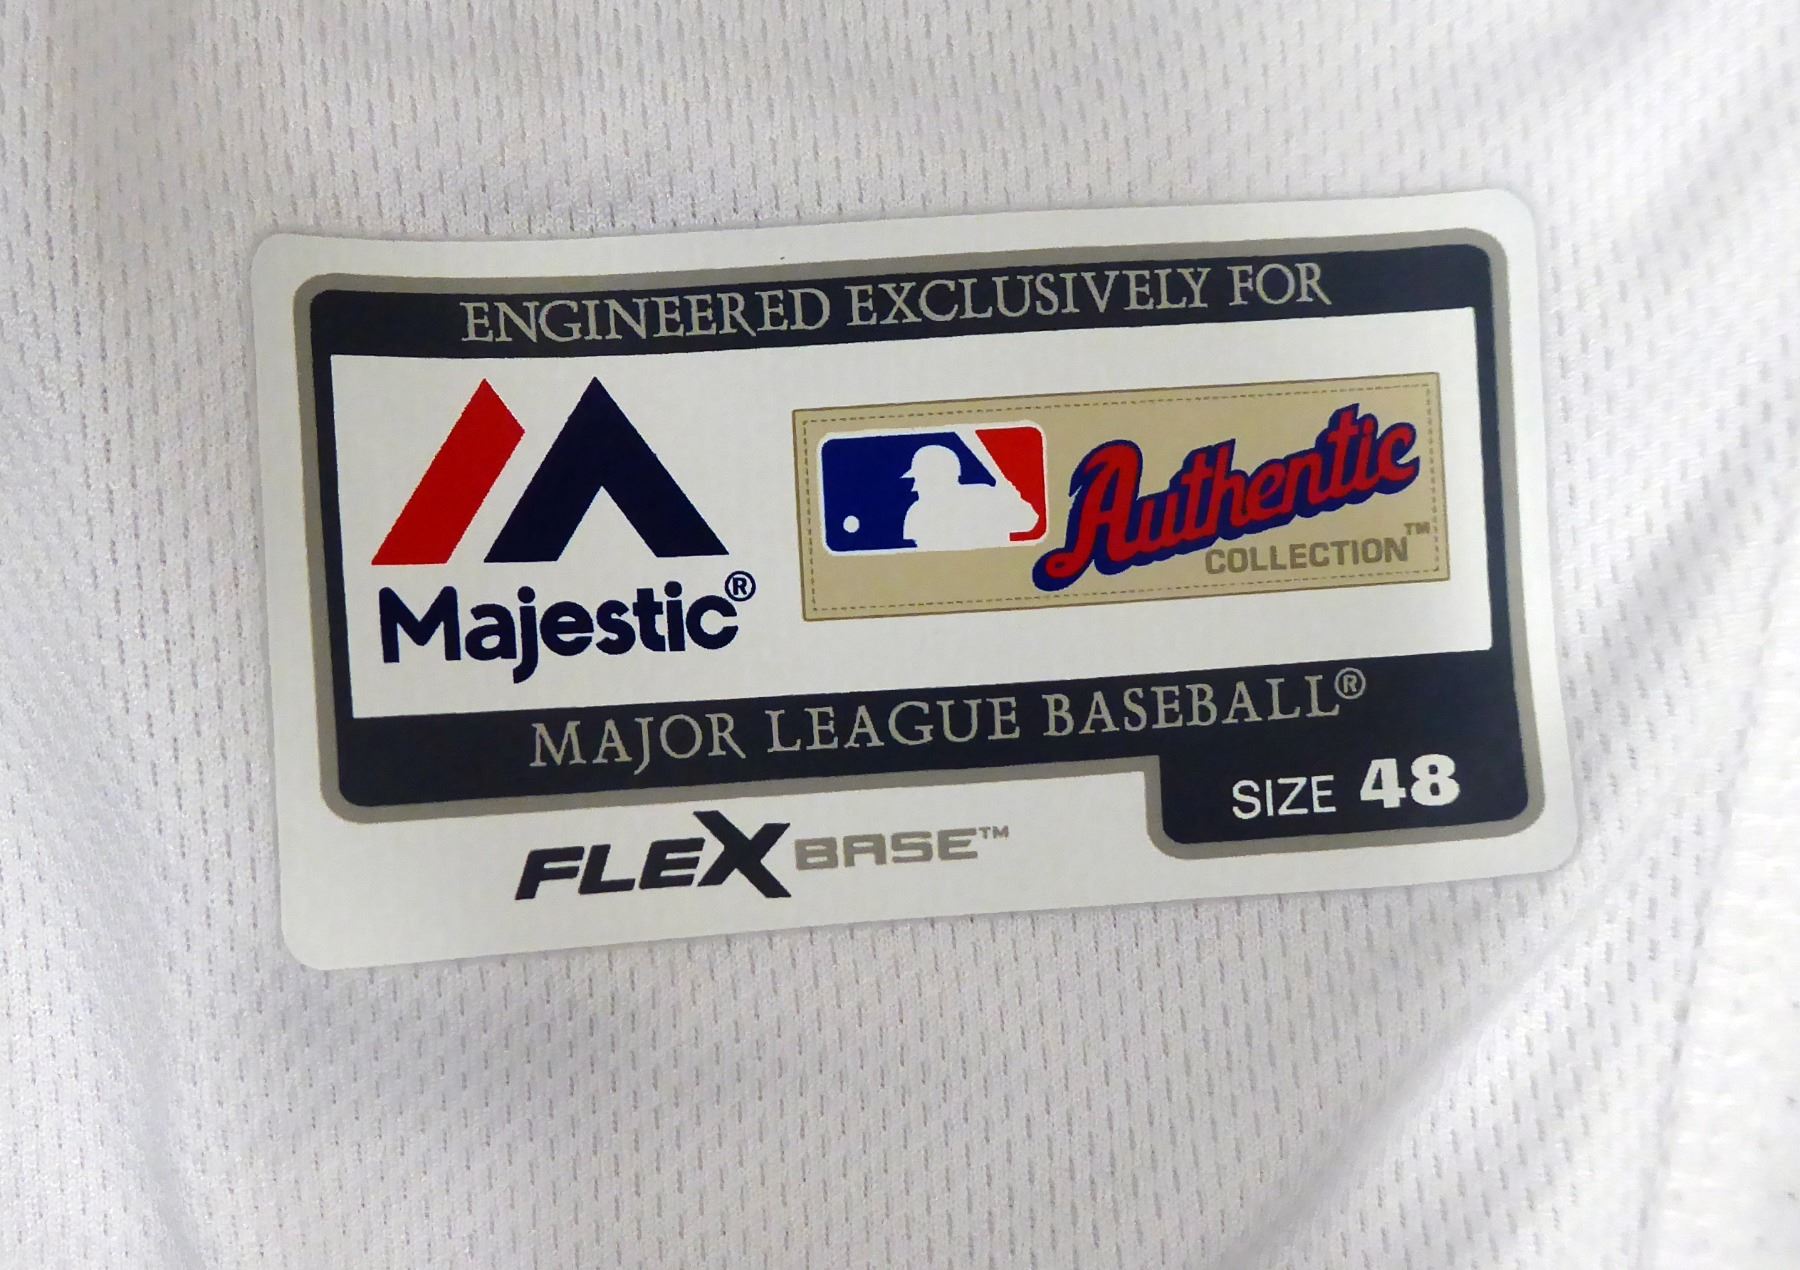 ENGINEERED EXCLUSIVELY FOR
Majestic®
Authentic
COLLECTION™
MAJOR LEAGUE BASEBALL®
SIZE 48
FLEXBASE™